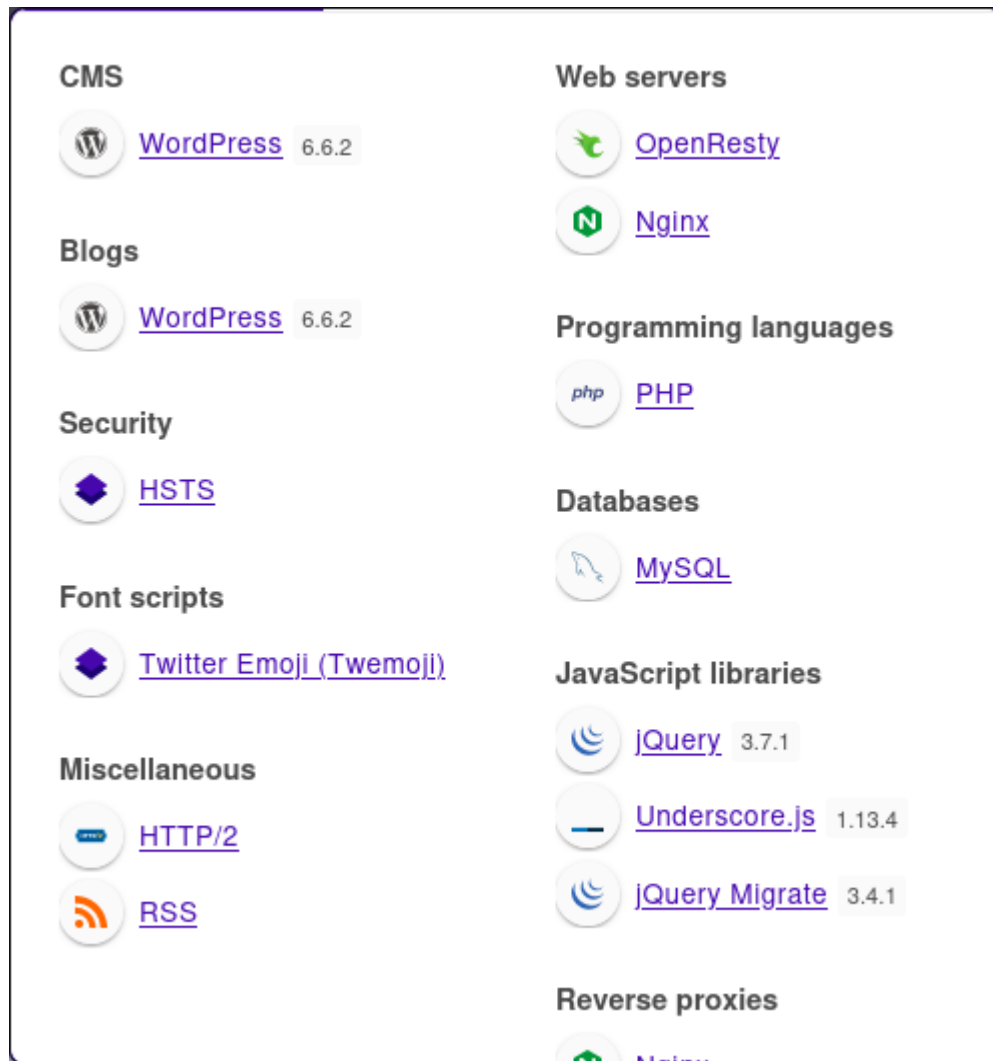 CMS
WordPress 6.6.2
Blogs
WordPress 6.6.2
Security
HSTS
Font scripts
Twitter Emoji (Twemoji)
Miscellaneous
HTTP/2
RSS
Web servers
OpenResty
Nginx
Programming languages
php PHP
Databases
MySQL
JavaScript libraries
jQuery 3.7.1
Underscore.js 1.13.4
jQuery Migrate 3.4.1
Reverse proxies
Nginx